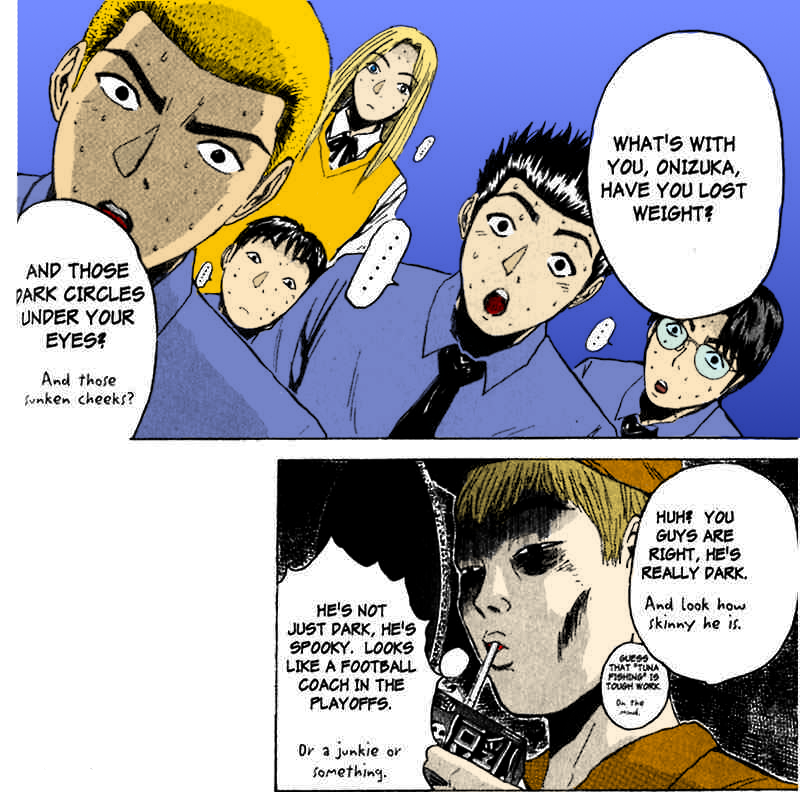 WHAT'S WITH
YOU, ONIZUKA,
HAVE YOU LOST
WEIGHT?
AND THOSE
DARK CIRCLES
UNDER YOUR
EYES?
And those
sunken cheeks?
HUH? YOU
GUYS ARE
RIGHT, HE'S
REALLY DARK.
And look how
skinny he is.
GUESS
THAT "TUNA
FISHING" IS
TOUGH WORK.
On the
mind.
HE'S NOT
JUST DARK, HE'S
SPOOKY. LOOKS
LIKE A FOOTBALL
COACH IN THE
PLAYOFFS.
Or a junkie or
something.